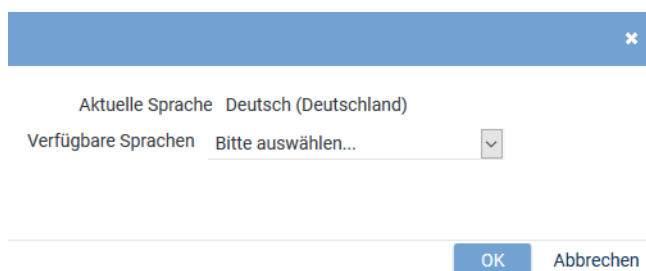 Aktuelle Sprache Deutsch (Deutschland)
Verfügbare Sprachen Bitte auswählen...
OK Abbrechen